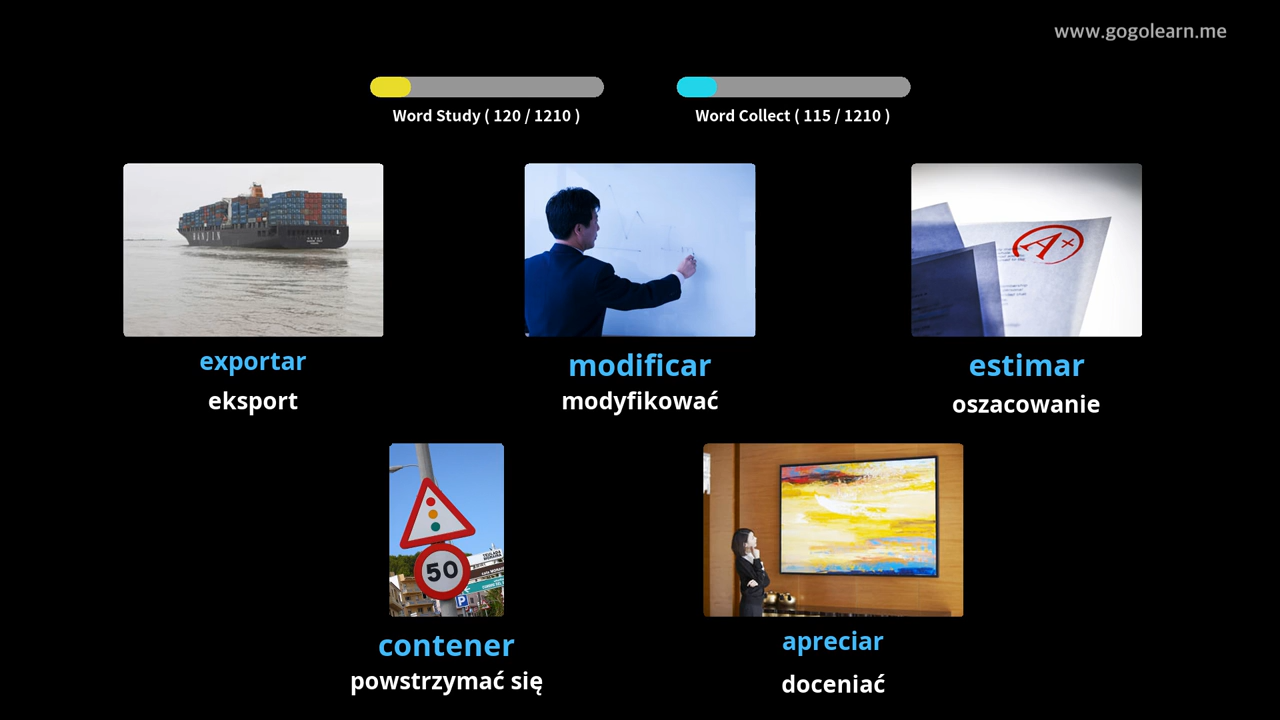 www.gogolearn.me
Word Study ( 120 / 1210 )
Word Collect ( 115 / 1210 )
HANJIN
A+
exportar
modificar
estimar
eksport
modyfikować
oszacowanie
50
P
contener
apreciar
powstrzymać się
doceniać